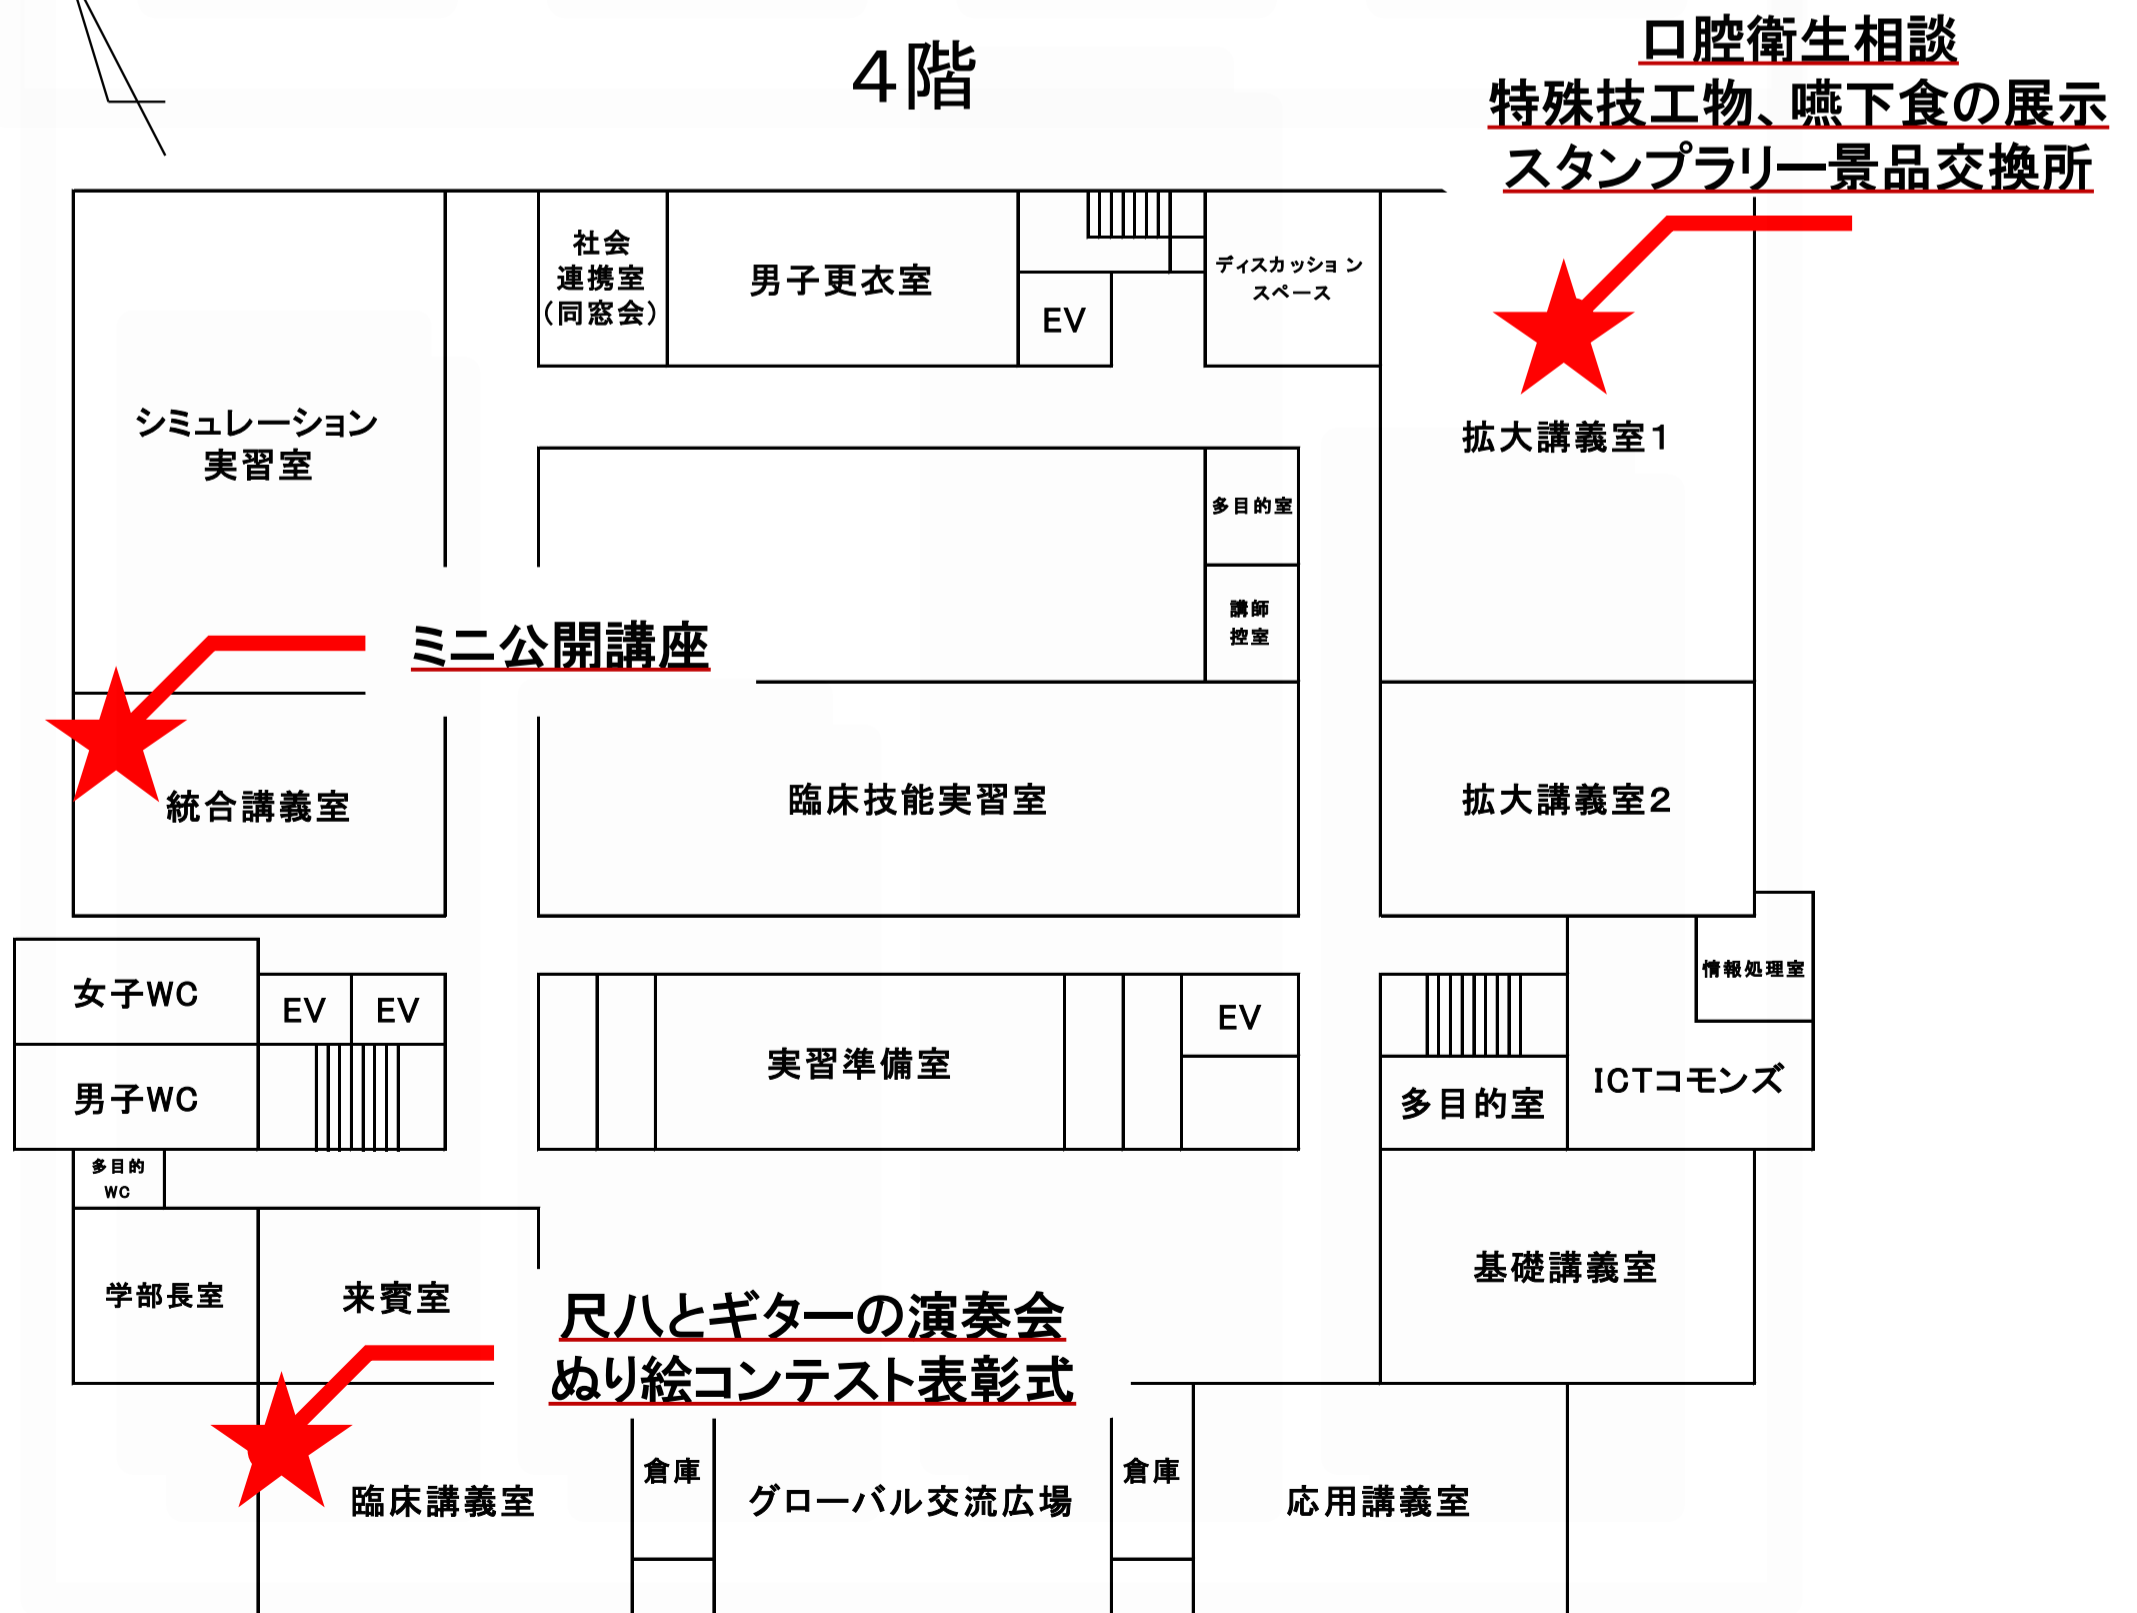 4階
口腔衛生相談
特殊技工物、嚥下食の展示
スタンプラリー景品交換所
社会
連携室
(同窓会)
男子更衣室
EV
ディスカッション
スペース
シミュレーション
実習室
拡大講義室1
多目的室
講師
控室
ミニ公開講座
統合講義室
臨床技能実習室
拡大講義室2
女子WC
EV
EV
EV
情報処理室
男子WC
実習準備室
多目的室
ICTコモンズ
多目的
WC
学部長室
来賓室
基礎講義室
尺八とギターの演奏会
ぬり絵コンテスト表彰式
臨床講義室
倉庫
グローバル交流広場
倉庫
応用講義室